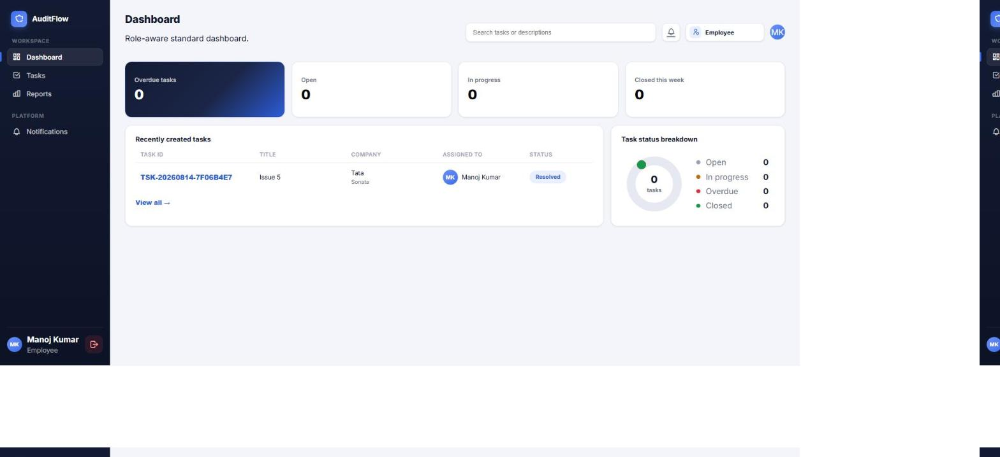 AuditFlow
WORKSPACE
Dashboard
Tasks
Reports
PLATFORM
Notifications
MK
Manoj Kumar
Employee
Dashboard
Role-aware standard dashboard.
Search tasks or descriptions
Employee
MK
Overdue tasks
0
Open
0
In progress
0
Closed this week
0
Recently created tasks
TASK ID TITLE COMPANY ASSIGNED TO STATUS
TSK-20260814-7F06B4E7 Issue 5 Tata Sonata MK Manoj Kumar Resolved
View all →
Task status breakdown
0
tasks
Open 0
In progress 0
Overdue 0
Closed 0
WO
PLA
MK